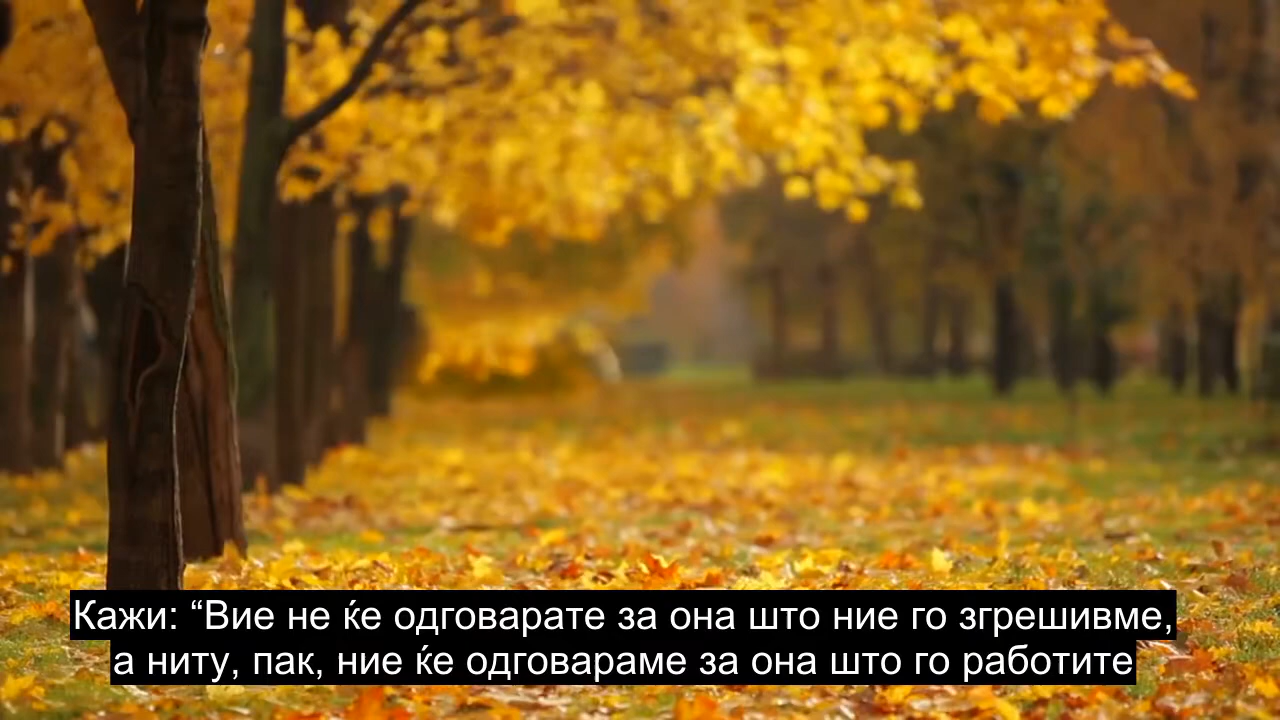 Кажи: “Вие не ќе одговарате за она што ние го згрешивме,
а ниту, пак, ние ќе одговараме за она што го работите